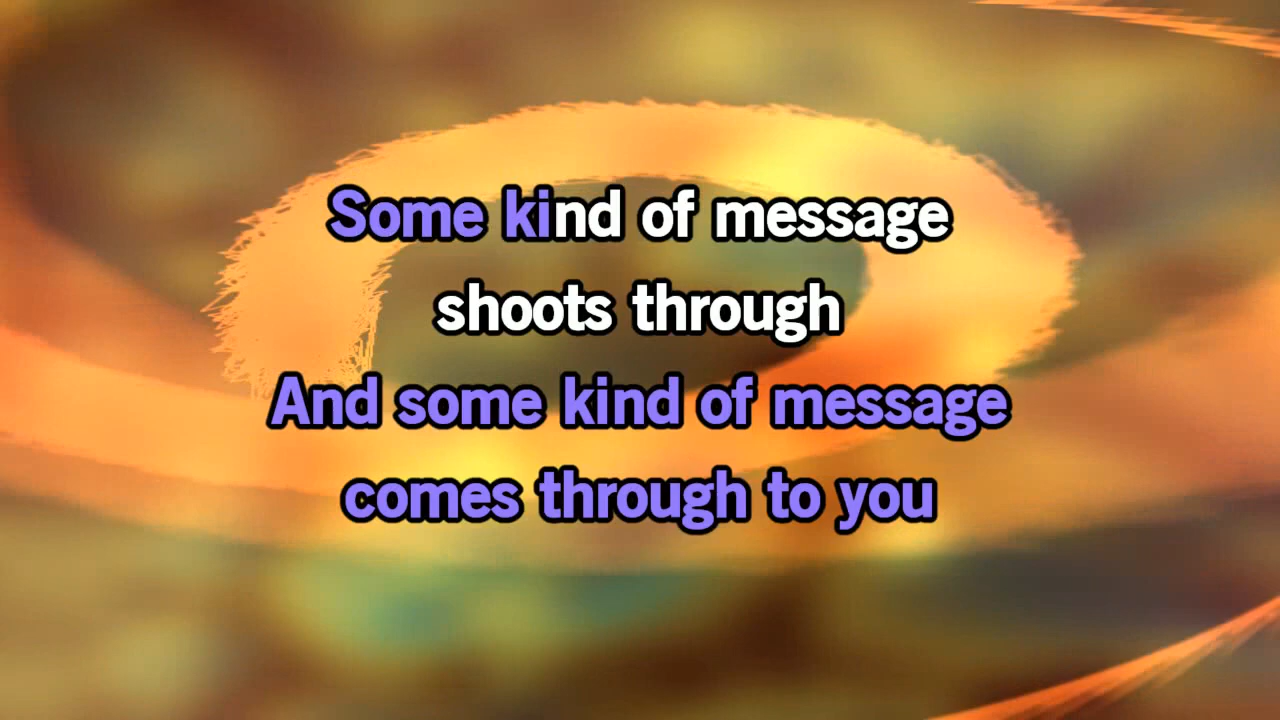 Some kind of message
shoots through
And some kind of message
comes through to you